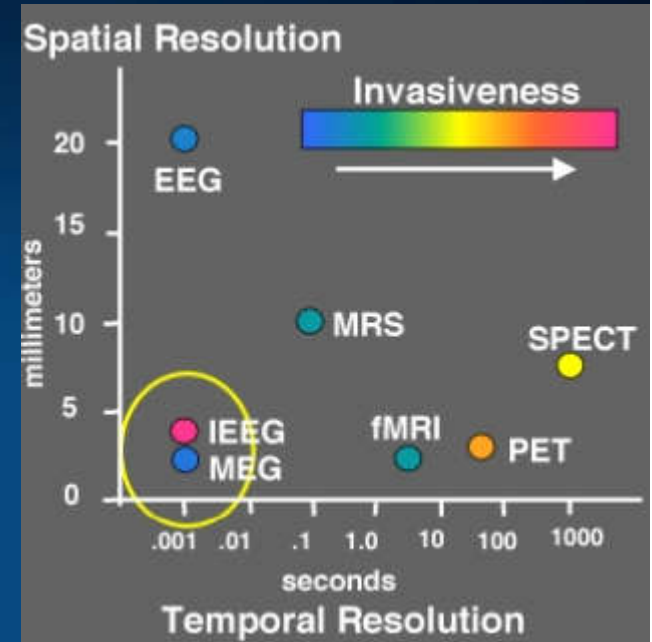 Spatial Resolution
Invasiveness
20
EEG
15
millimeters
10
MRS
SPECT
5
IEEG
fMRI
MEG
PET
0
.001 .01 .1 1.0 10 100 1000
seconds
Temporal Resolution